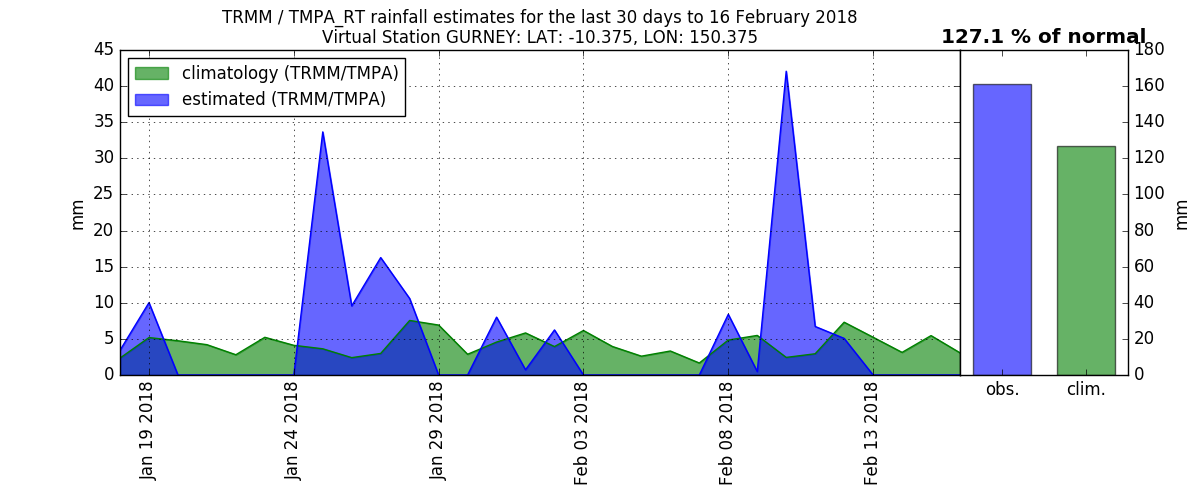 TRMM / TMPA_RT rainfall estimates for the last 30 days to 16 February 2018
Virtual Station GURNEY: LAT: -10.375, LON: 150.375
127.1 % of normal
climatology (TRMM/TMPA)
estimated (TRMM/TMPA)
45
40
35
30
25
20
15
10
5
0
mm
Jan 19 2018
Jan 24 2018
Jan 29 2018
Feb 03 2018
Feb 08 2018
Feb 13 2018
obs.
clim.
180
160
140
120
100
80
60
40
20
0
mm